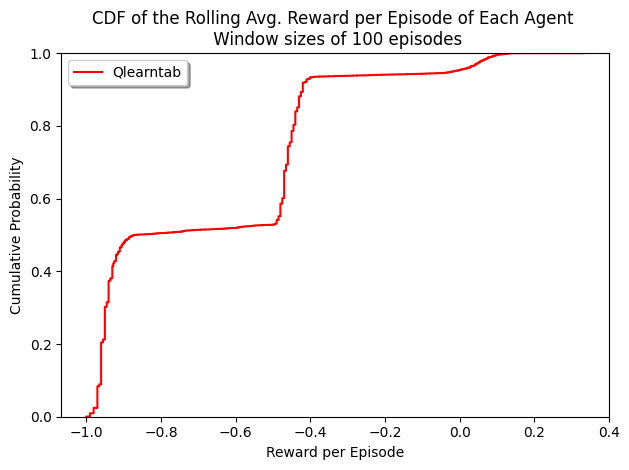 CDF of the Rolling Avg. Reward per Episode of Each Agent
Window sizes of 100 episodes
Qlearntab
Cumulative Probability
1.0
0.8
0.6
0.4
0.2
0.0
−1.0 −0.8 −0.6 −0.4 −0.2 0.0 0.2 0.4
Reward per Episode